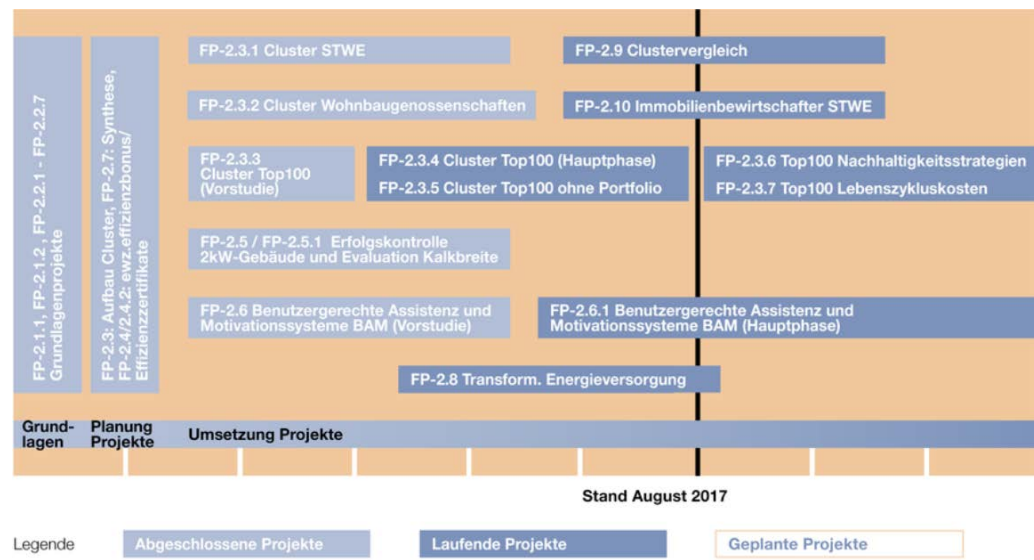 FP-2.1.1, FP-2.1.2 , FP-2.2.1 - FP-2.2.7
Grundlagenprojekte
FP-2.3: Aufbau Cluster, FP-2.7: Synthese,
FP-2.4/2.4.2: ewz.effizienzbonus/
Effizienzzertifikate
FP-2.3.1 Cluster STWE
FP-2.9 Clustervergleich
FP-2.3.2 Cluster Wohnbaugenossenschaften
FP-2.10 Immobilienbewirtschafter STWE
FP-2.3.3
Cluster Top100
(Vorstudie)
FP-2.3.4 Cluster Top100 (Hauptphase)
FP-2.3.5 Cluster Top100 ohne Portfolio
FP-2.3.6 Top100 Nachhaltigkeitsstrategien
FP-2.3.7 Top100 Lebenszykluskosten
FP-2.5 / FP-2.5.1 Erfolgskontrolle
2kW-Gebäude und Evaluation Kalkbreite
FP-2.6 Benutzergerechte Assistenz und
Motivationssysteme BAM (Vorstudie)
FP-2.6.1 Benutzergerechte Assistenz und
Motivationssysteme BAM (Hauptphase)
FP-2.8 Transform. Energieversorgung
Grund-
lagen
Planung
Projekte
Umsetzung Projekte
Stand August 2017
Legende
Abgeschlossene Projekte
Laufende Projekte
Geplante Projekte